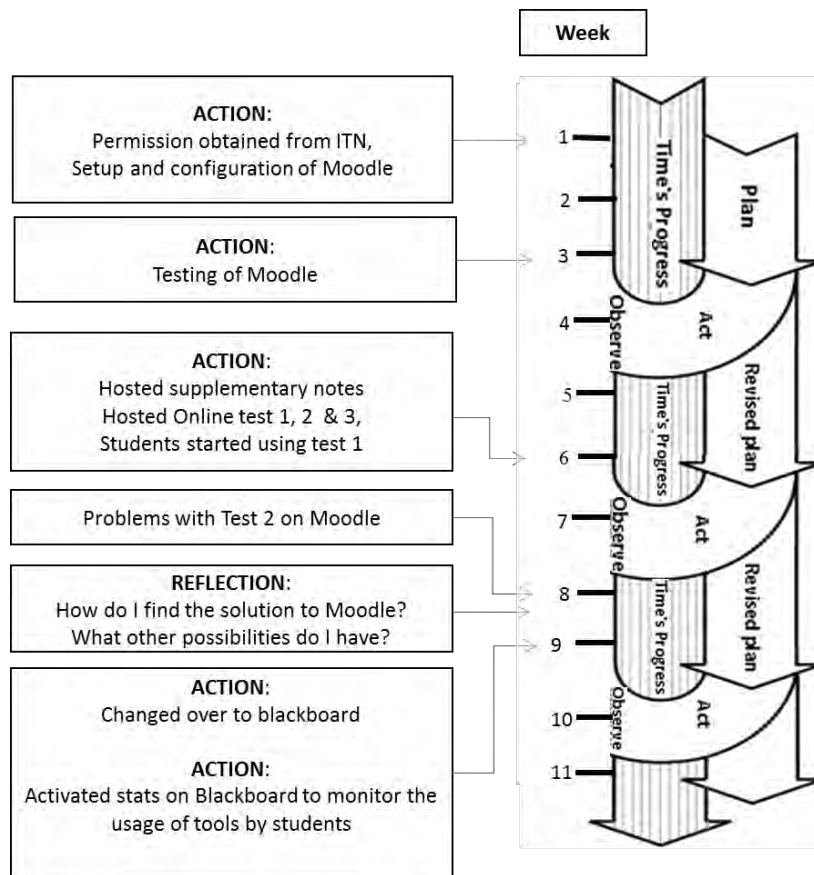 Week
ACTION:
Permission obtained from ITN,
Setup and configuration of Moodle
ACTION:
Testing of Moodle
ACTION:
Hosted supplementary notes
Hosted Online test 1, 2 & 3,
Students started using test 1
Problems with Test 2 on Moodle
REFLECTION:
How do I find the solution to Moodle?
What other possibilities do I have?
ACTION:
Changed over to blackboard
ACTION:
Activated stats on Blackboard to monitor the
usage of tools by students
1
2
3
4
5
6
7
8
9
10
11
Time's Progress
Plan
Observe
Act
Time's Progress
Revised plan
Observe
Act
Time's Progress
Revised plan
Observe
Act